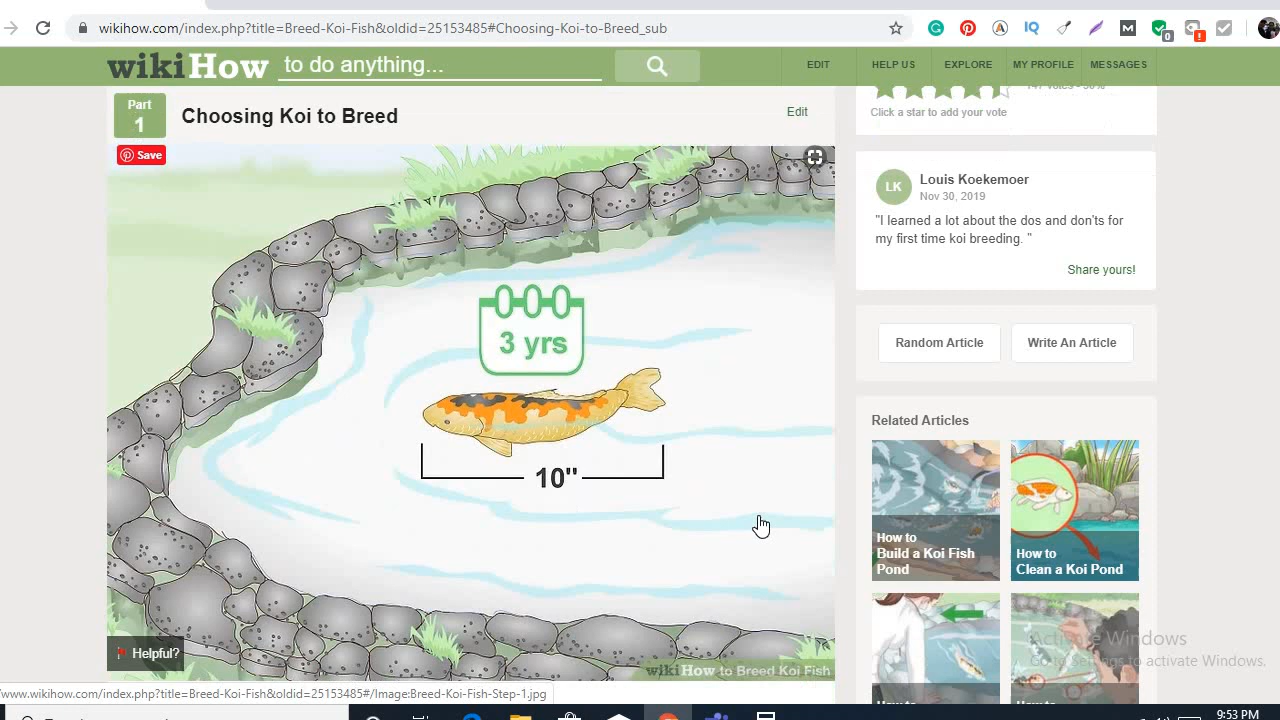 wikihow.com/index.php?title=Breed-Koi-Fish&oldid=25153485#Choosing-Koi-to-Breed_sub
wikiHow to do anything...
EDIT
HELP US
EXPLORE
MY PROFILE
MESSAGES
Part
1
Choosing Koi to Breed
Edit
Save
3 yrs
10"
Helpful?
wikiHow to Breed Koi Fish
Click a star to add your vote
LK
Louis Koekemoer
Nov 30, 2019
"I learned a lot about the dos and don'ts for
my first time koi breeding. "
Share yours!
Random Article
Write An Article
Related Articles
How to
Build a Koi Fish
Pond
How to
Clean a Koi Pond
Activate Windows
Go to Settings to activate Windows.
www.wikihow.com/index.php?title=Breed-Koi-Fish&oldid=25153485#/Image:Breed-Koi-Fish-Step-1.jpg
9:53 PM